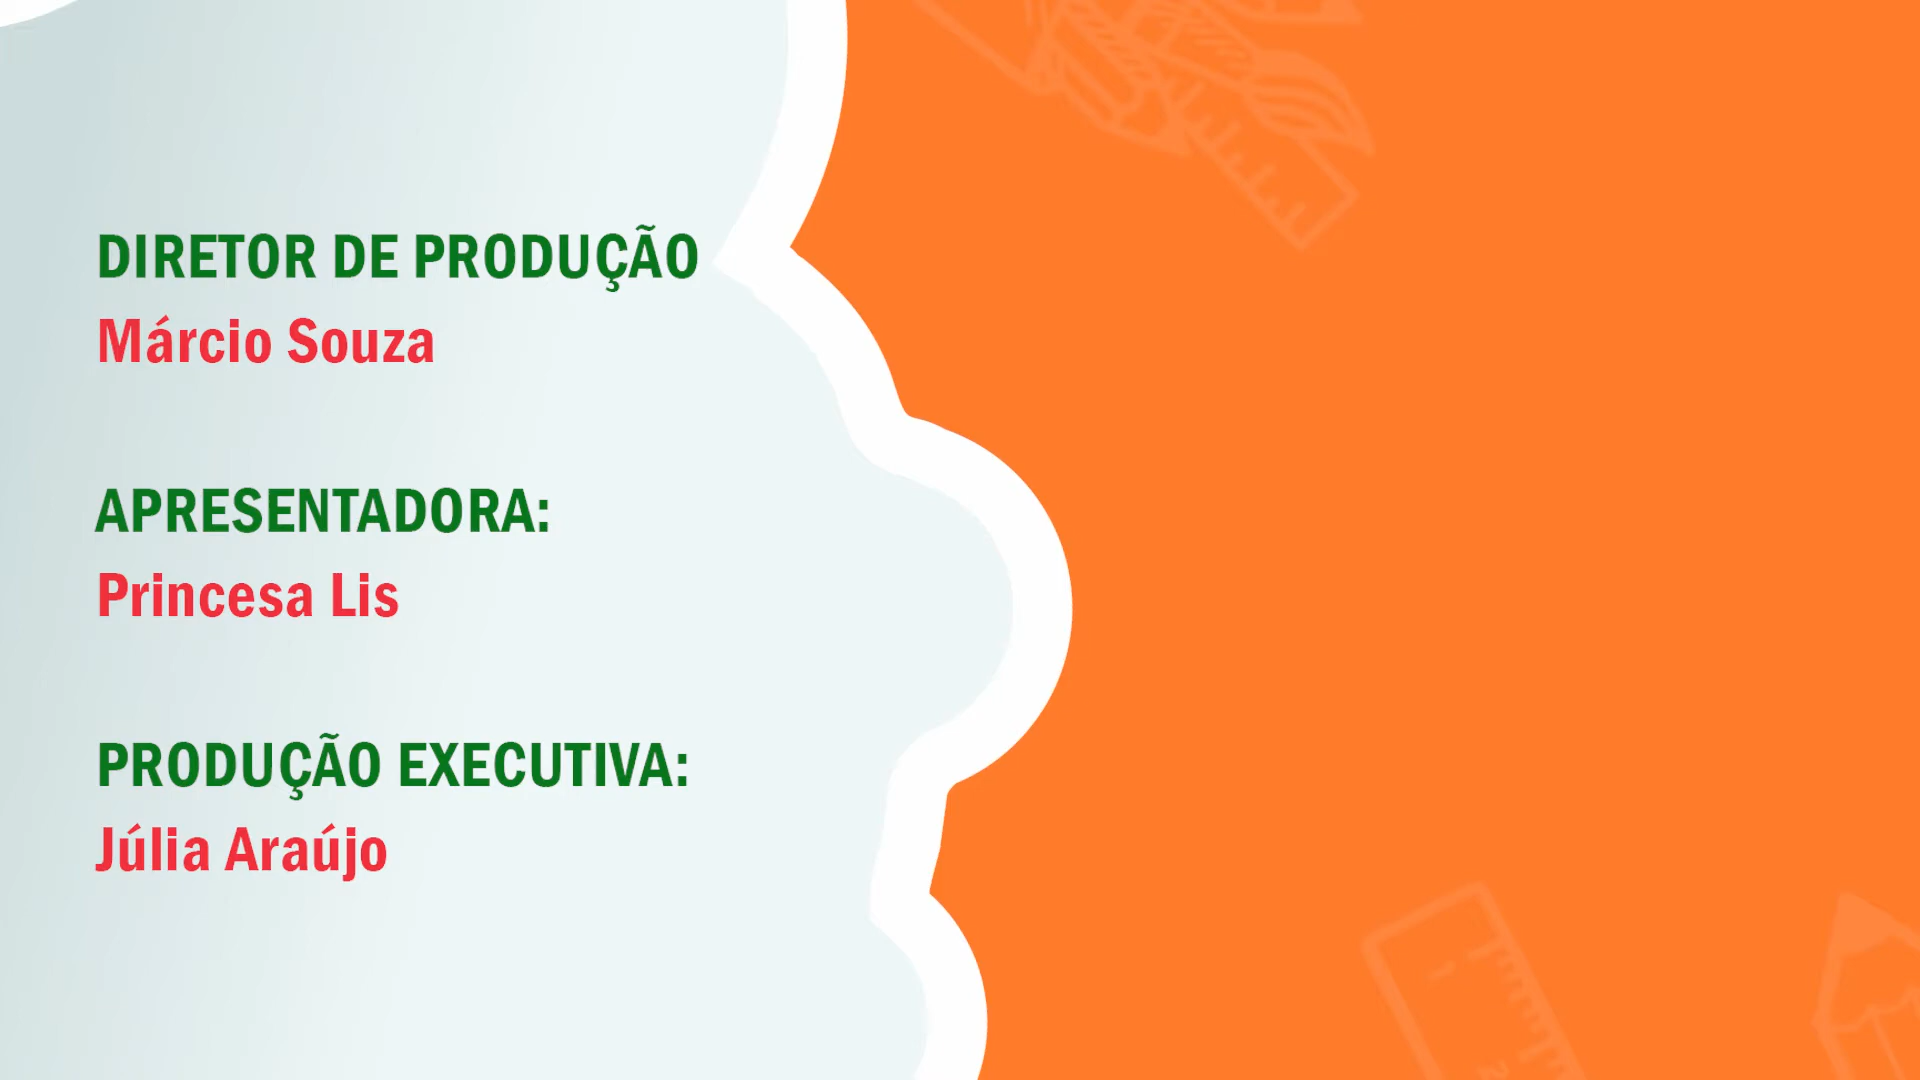 DIRETOR DE PRODUÇÃO
Márcio Souza
APRESENTADORA:
Princesa Lis
PRODUÇÃO EXECUTIVA:
Júlia Araújo